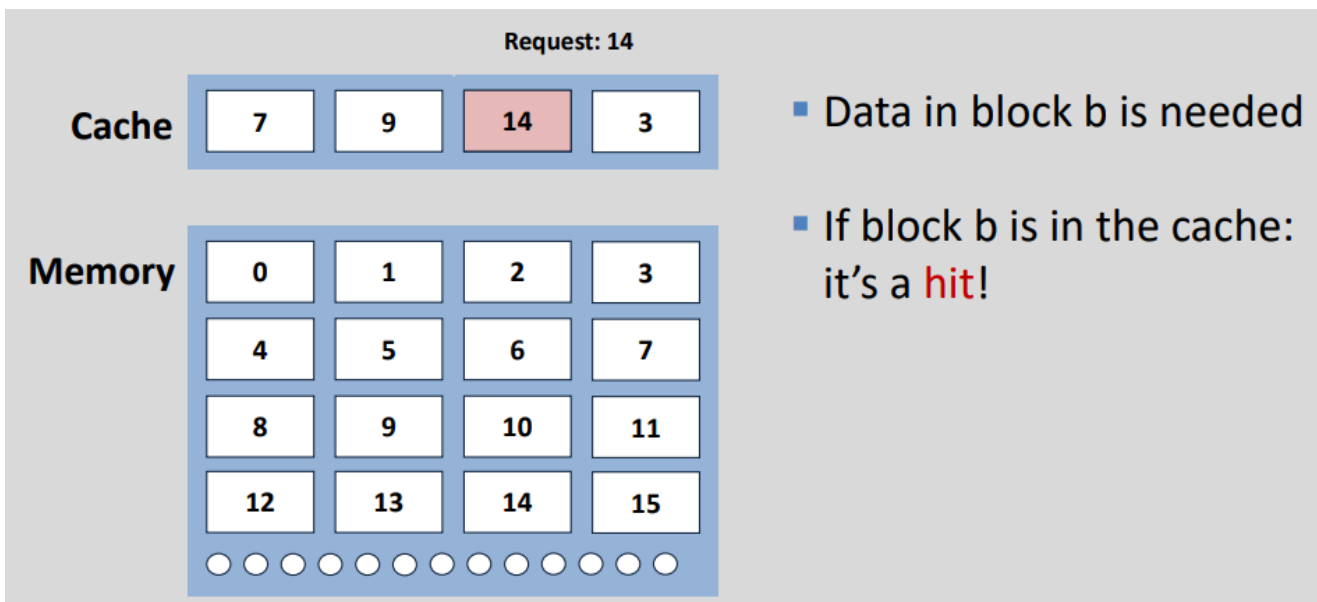 Request: 14
Cache 7 9 14 3
Memory 0 1 2 3
4 5 6 7
8 9 10 11
12 13 14 15
▪ Data in block b is needed
▪ If block b is in the cache:
it’s a hit!